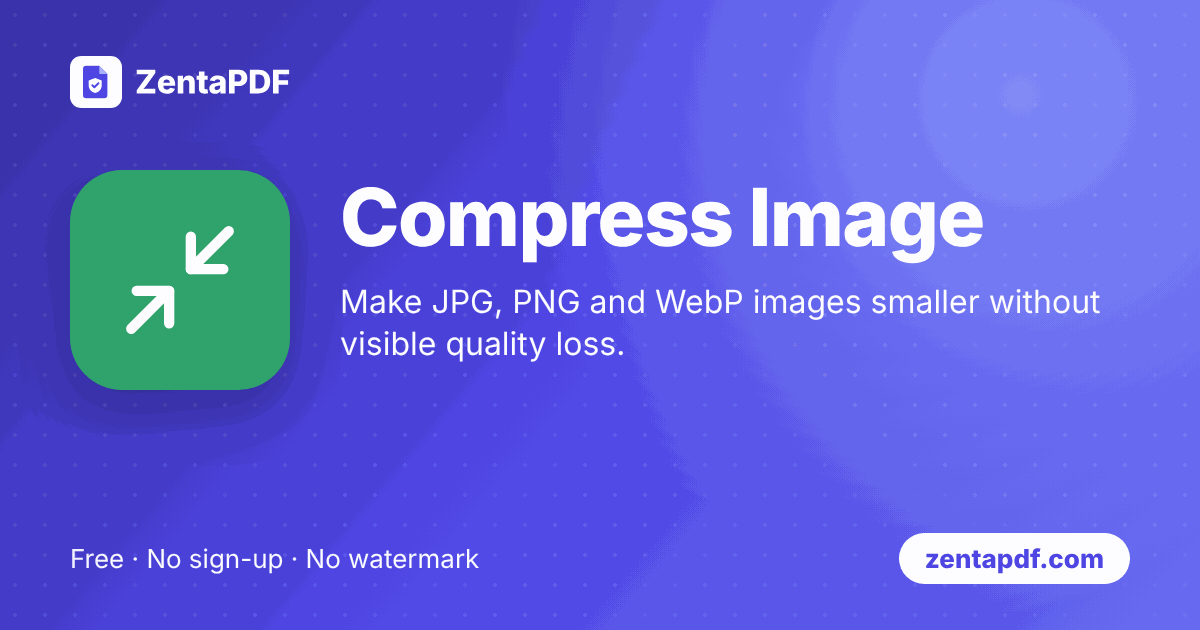 ZentaPDF
Compress Image
Make JPG, PNG and WebP images smaller without
visible quality loss.
Free · No sign-up · No watermark
zentapdf.com